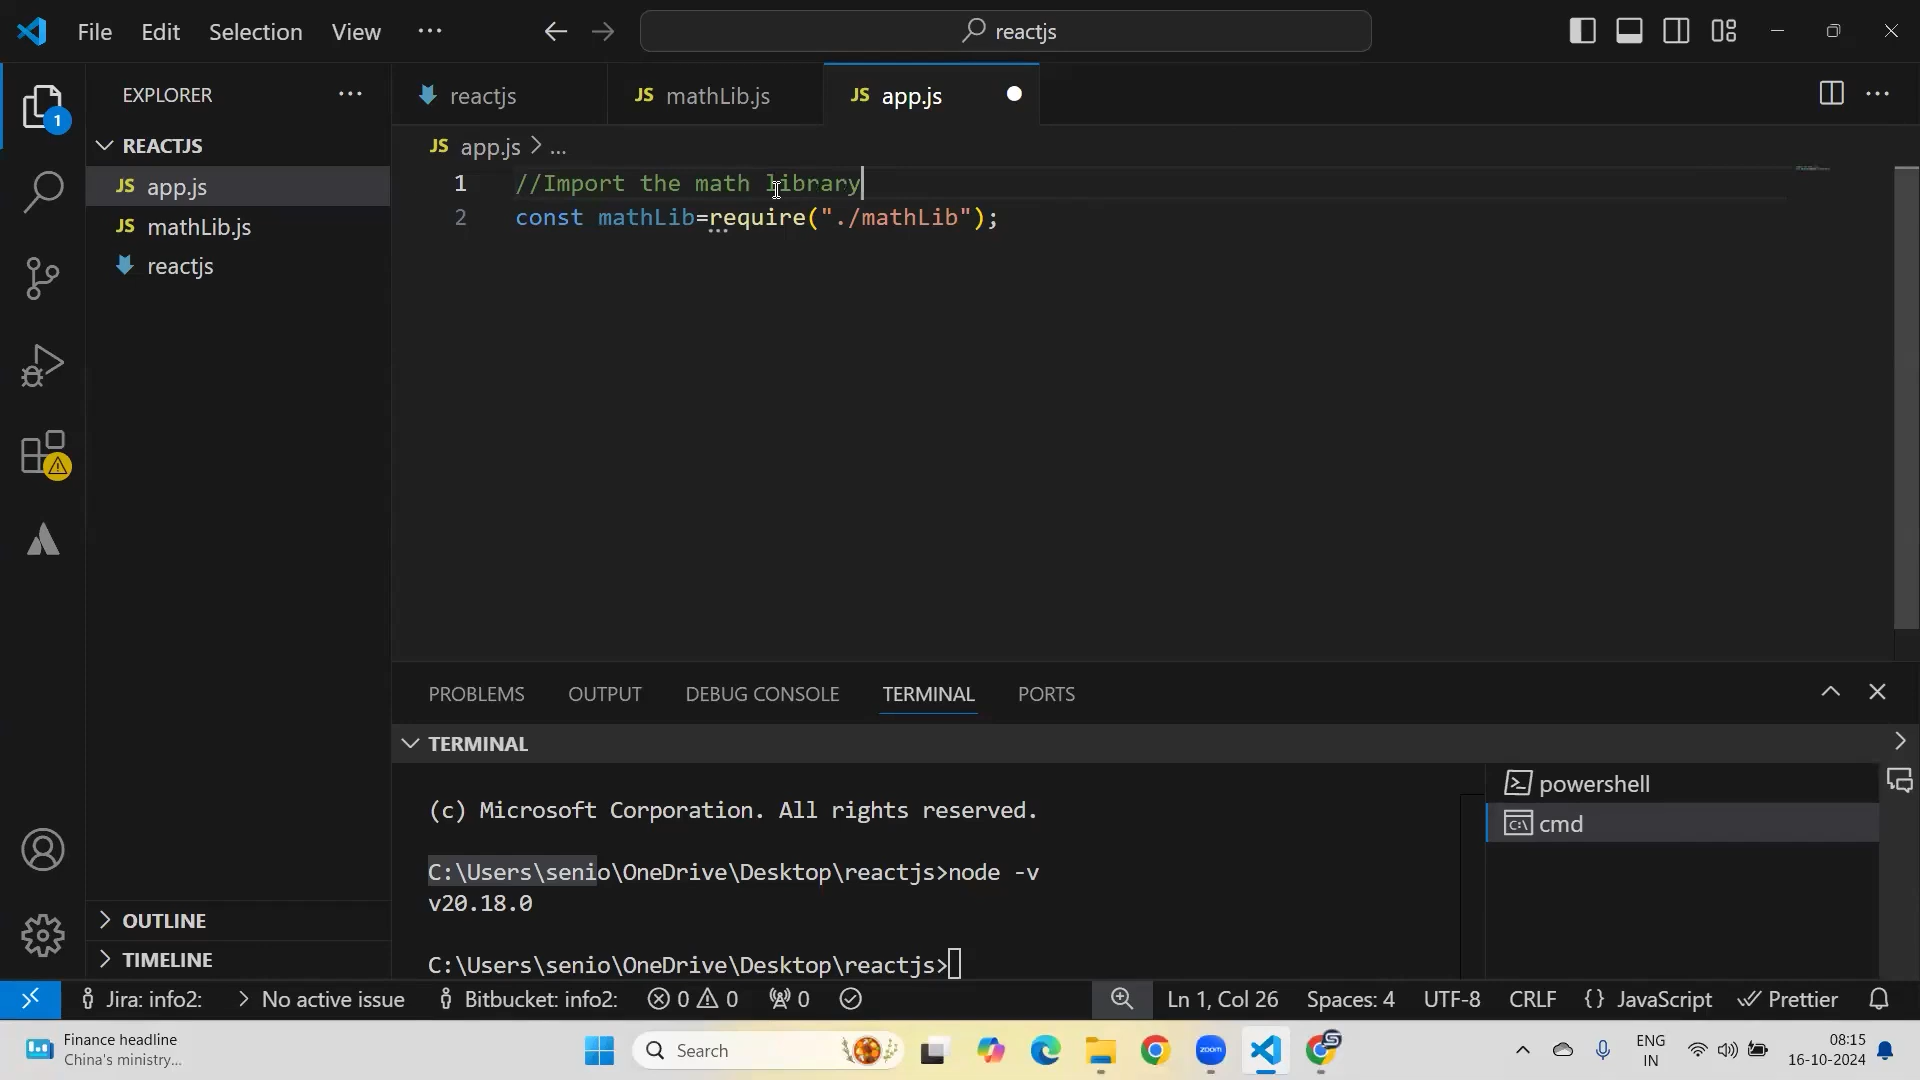 File Edit Selection View ··· reactjs
EXPLORER ···
1
reactjs
JS mathLib.js
JS app.js
REACTJS
JS app.js
JS mathLib.js
reactjs
JS app.js > ...
1 //Import the math library
2 const mathLib=require("./mathLib");
PROBLEMS OUTPUT DEBUG CONSOLE TERMINAL PORTS
TERMINAL
(c) Microsoft Corporation. All rights reserved.
C:\Users\senio\OneDrive\Desktop\reactjs>node -v
v20.18.0
C:\Users\senio\OneDrive\Desktop\reactjs>
powershell
cmd
OUTLINE
TIMELINE
Jira: info2: > No active issue Bitbucket: info2: 0 0 0 Ln 1, Col 26 Spaces: 4 UTF-8 CRLF {} JavaScript Prettier
Finance headline
China's ministry...
Search
zoom
S
ENG
IN
08:15
16-10-2024